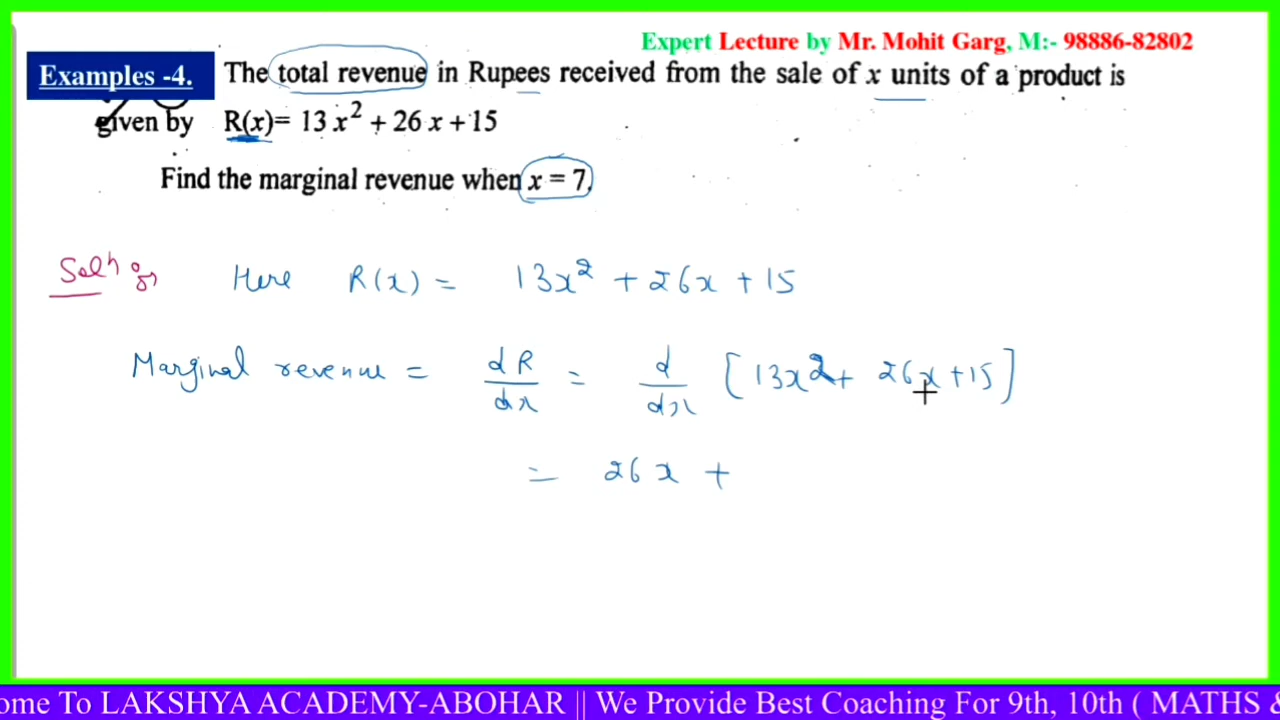 Expert Lecture by Mr. Mohit Garg, M:- 98886-82802
Examples -4. The total revenue in Rupees received from the sale of x units of a product is
given by R(x)= 13 x² + 26 x + 15
Find the marginal revenue when x = 7.
Solⁿ
Here R(x) = 13x² + 26x + 15
Marginal revenue = dR/dx = d/dx [13x² + 26x + 15]
= 26x +
ome To LAKSHYA ACADEMY-ABOHAR || We Provide Best Coaching For 9th, 10th ( MATHS &